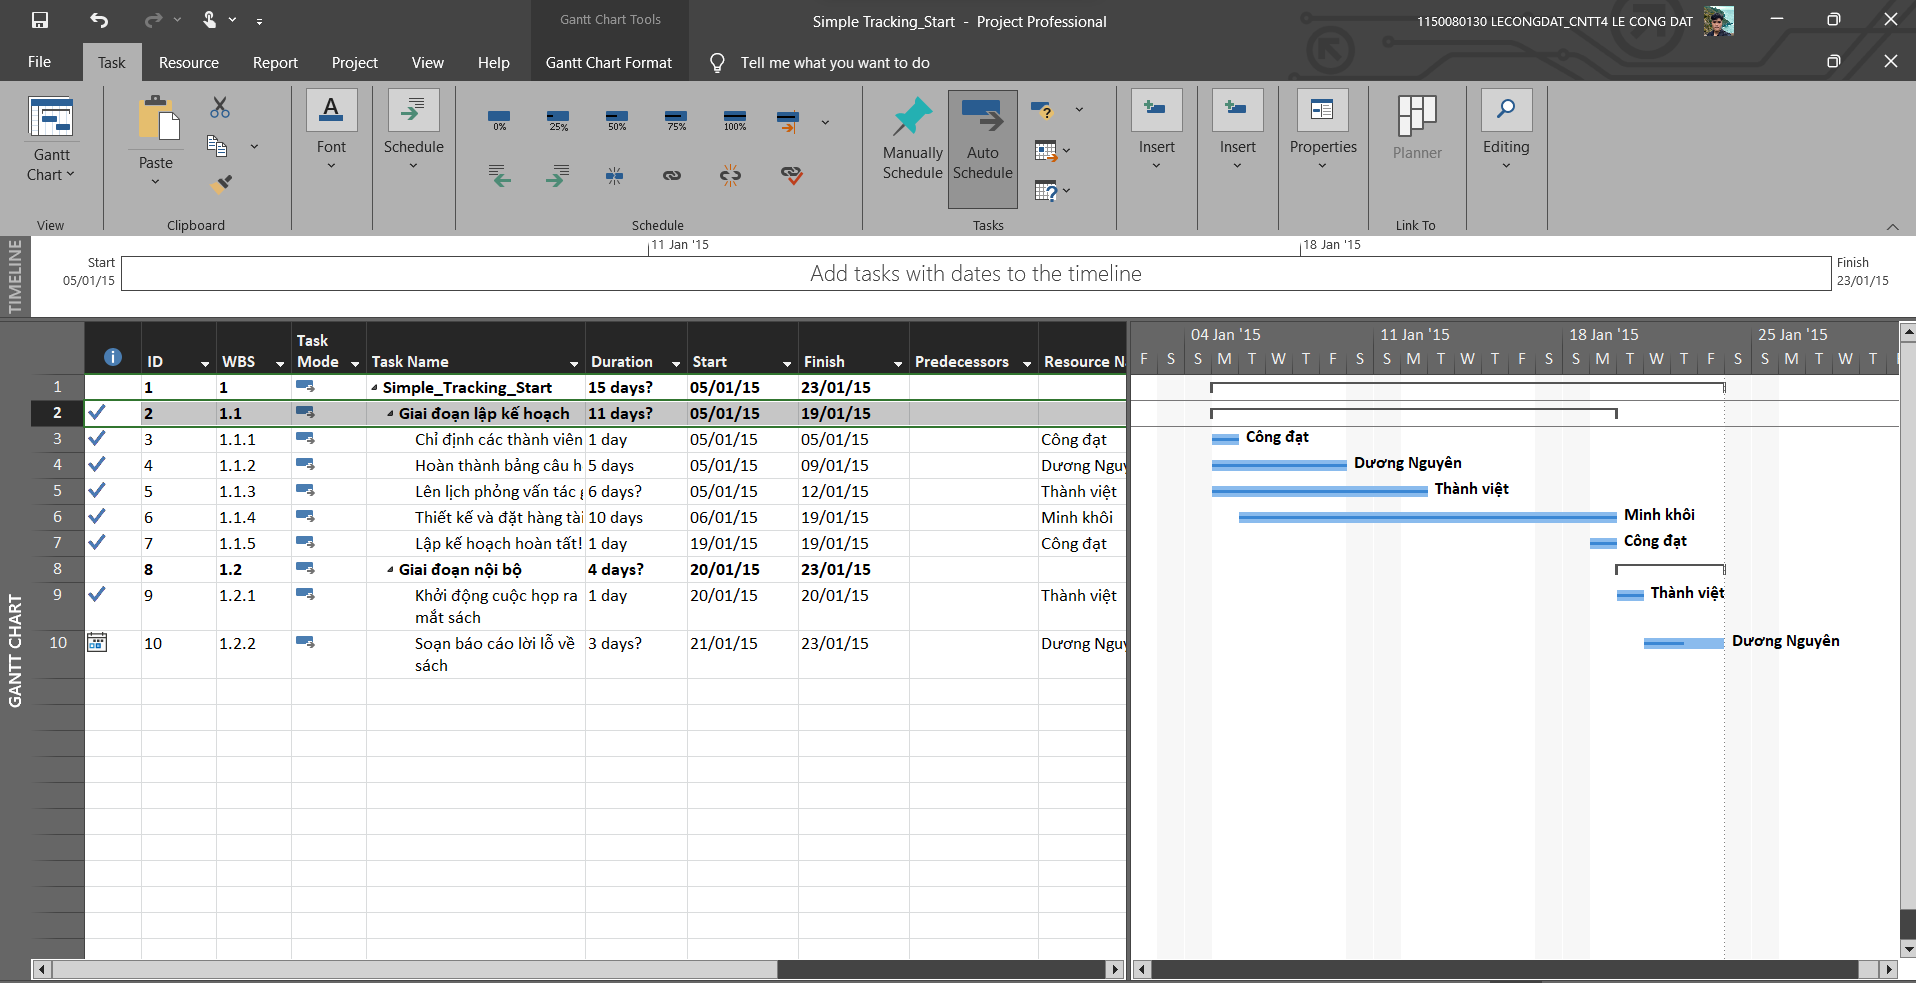 Gantt Chart Tools
Simple Tracking_Start - Project Professional
1150080130 LECONGDAT_CNTT4 LE CONG DAT
File Task Resource Report Project View Help Gantt Chart Format Tell me what you want to do
Gantt Chart
Paste
A
Font
Schedule
0% 25% 50% 75% 100%
Manually Schedule
Auto Schedule
Insert
Insert
Properties
Planner
Editing
View Clipboard Schedule Tasks Link To
TIMELINE
11 Jan '15 18 Jan '15
Start
05/01/15
Add tasks with dates to the timeline
Finish
23/01/15
GANTT CHART
ID WBS Task Mode Task Name Duration Start Finish Predecessors Resource N
04 Jan '15 11 Jan '15 18 Jan '15 25 Jan '15
F S S M T W T F S S M T W T F S S M T W T F S S M T W T
1 1 1 Simple_Tracking_Start 15 days? 05/01/15 23/01/15
2 2 1.1 Giai đoạn lập kế hoạch 11 days? 05/01/15 19/01/15
3 3 1.1.1 Chỉ định các thành viên 1 day 05/01/15 05/01/15 Công đạt Công đạt
4 4 1.1.2 Hoàn thành bảng câu h 5 days 05/01/15 09/01/15 Dương Nguy Dương Nguyên
5 5 1.1.3 Lên lịch phỏng vấn tác g 6 days? 05/01/15 12/01/15 Thành việt Thành việt
6 6 1.1.4 Thiết kế và đặt hàng tài 10 days 06/01/15 19/01/15 Minh khôi Minh khôi
7 7 1.1.5 Lập kế hoạch hoàn tất! 1 day 19/01/15 19/01/15 Công đạt Công đạt
8 8 1.2 Giai đoạn nội bộ 4 days? 20/01/15 23/01/15
9 9 1.2.1 Khởi động cuộc họp ra mắt sách 1 day 20/01/15 20/01/15 Thành việt Thành việt
10 10 1.2.2 Soạn báo cáo lời lỗ về sách 3 days? 21/01/15 23/01/15 Dương Nguy Dương Nguyên